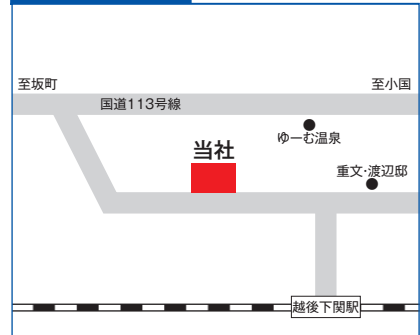 至坂町
至小国
国道113号線
ゆーむ温泉
当社
重文・渡辺邸
越後下関駅